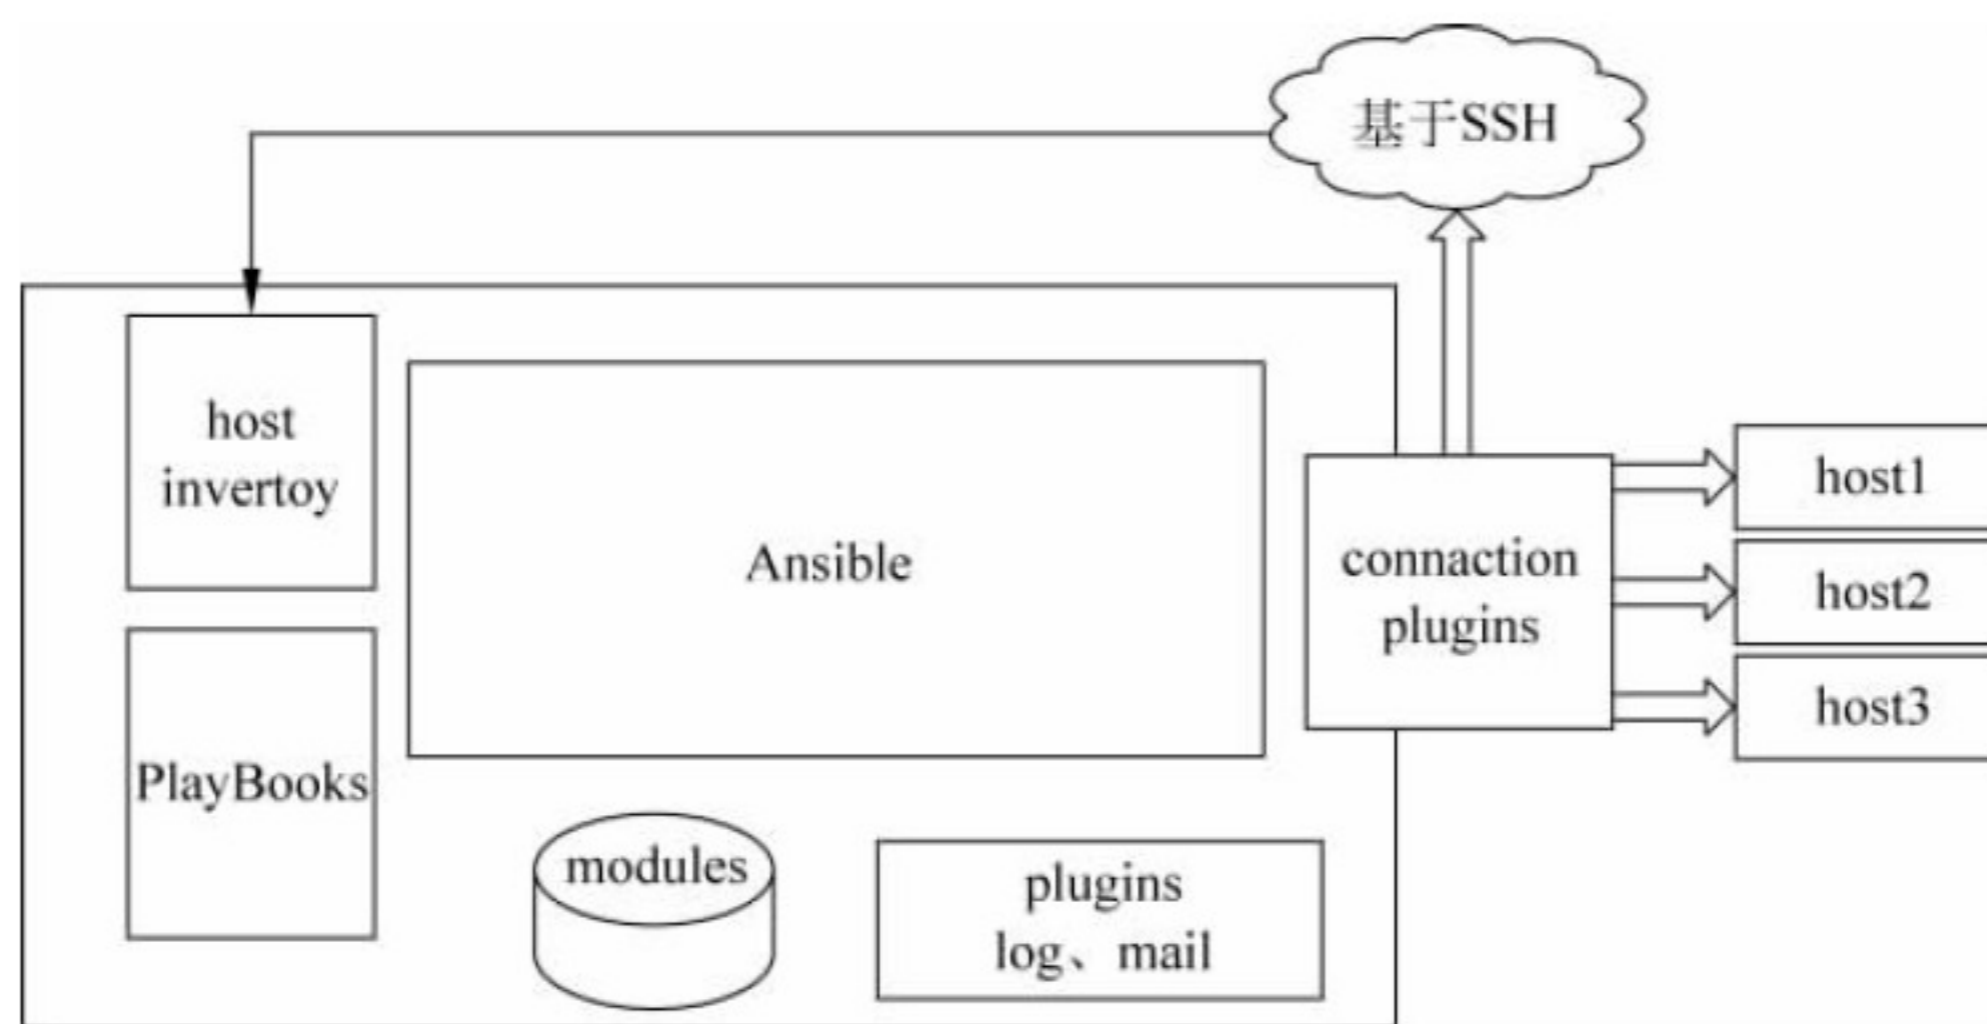 基于SSH
host
invertoy
Ansible
connaction
plugins
host1
host2
host3
PlayBooks
modules
plugins
log、mail